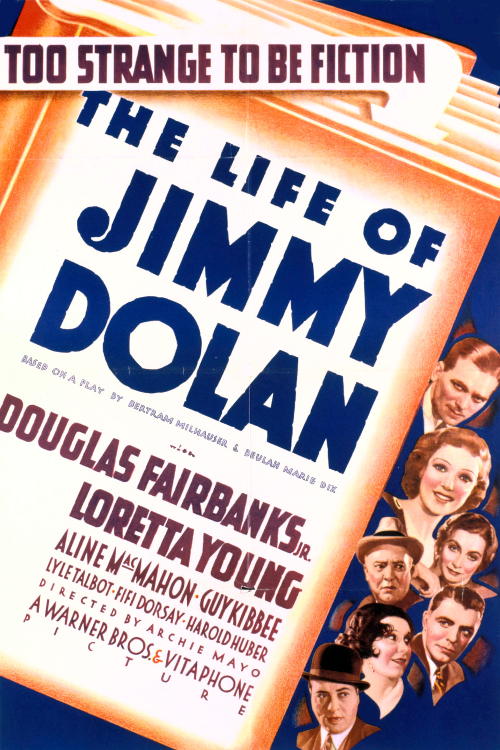 TOO STRANGE TO BE FICTION
THE LIFE OF
JIMMY
DOLAN
BASED ON A PLAY BY BERTRAM MILHAUSER & BEULAH MARIE DIX
with
DOUGLAS FAIRBANKS, JR
LORETTA YOUNG
ALINE MacMAHON · GUY KIBBEE
LYLE TALBOT · FIFI DORSAY · HAROLD HUBER
DIRECTED BY ARCHIE MAYO
A WARNER BROS. & VITAPHONE
PICTURE